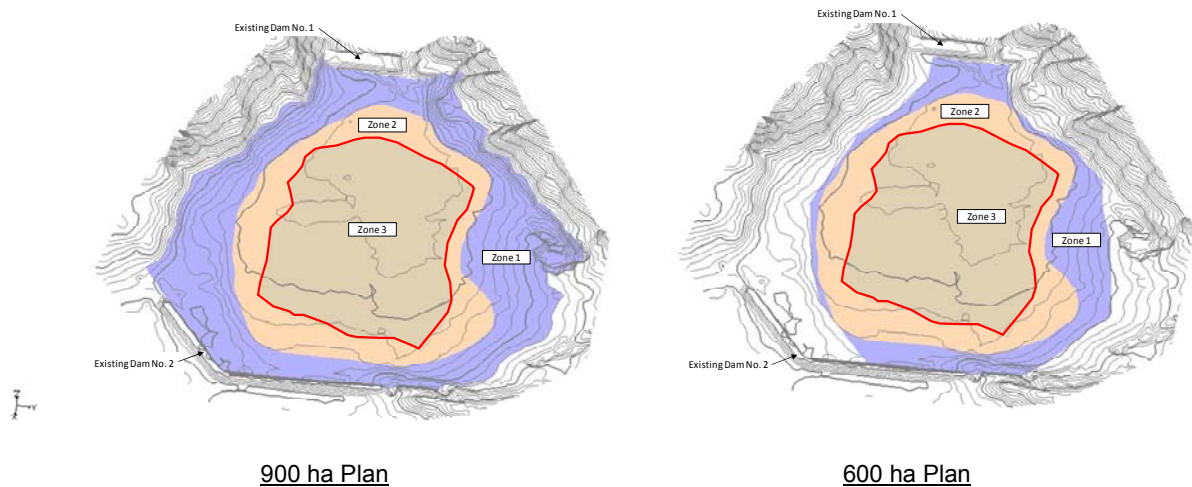 Existing Dam No. 1
Zone 2
Zone 3
Zone 1
Existing Dam No. 2
900 ha Plan
Existing Dam No. 1
Zone 2
Zone 3
Zone 1
Existing Dam No. 2
600 ha Plan